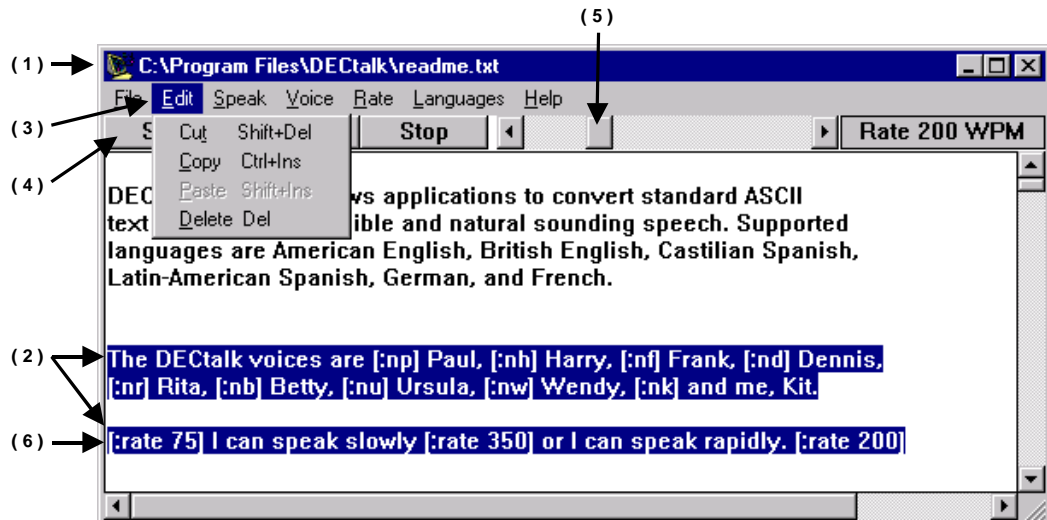 (5)
(1)
C:\Program Files\DECtalk\readme.txt
File Edit Speak Voice Rate Languages Help
(3)
S Stop Rate 200 WPM
Cut Shift+Del
Copy Ctrl+Ins
Paste Shift+Ins
Delete Del
(4)
DEC ws applications to convert standard ASCII
text ible and natural sounding speech. Supported
languages are American English, British English, Castilian Spanish,
Latin-American Spanish, German, and French.
(2)
The DECtalk voices are [:np] Paul, [:nh] Harry, [:nf] Frank, [:nd] Dennis,
[:nr] Rita, [:nb] Betty, [:nu] Ursula, [:nw] Wendy, [:nk] and me, Kit.
(6)
[:rate 75] I can speak slowly [:rate 350] or I can speak rapidly. [:rate 200]